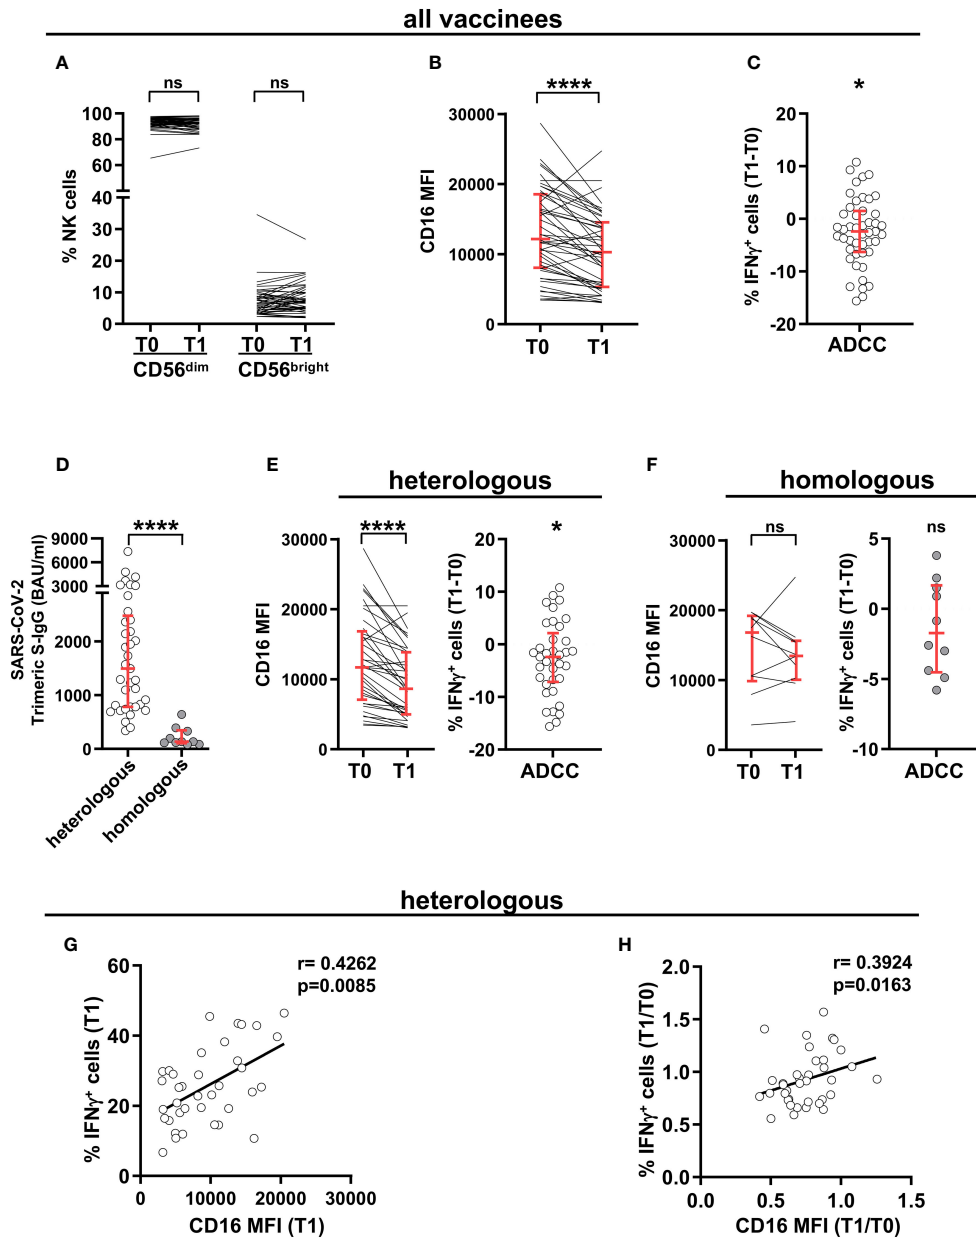 all vaccinees
A
ns
ns
% NK cells
100
80
60
40
30
20
10
0
T0 T1 T0 T1
CD56dim CD56bright
B
****
CD16 MFI
30000
20000
10000
0
T0 T1
C
*
% IFNγ+ cells (T1-T0)
20
10
0
-10
-20
ADCC
D
****
SARS-CoV-2
Trimeric S-IgG (BAU/ml)
9000
6000
3000
2000
1000
0
heterologous
homologous
E
heterologous
****
CD16 MFI
30000
20000
10000
0
T0 T1
*
% IFNγ+ cells (T1-T0)
20
10
0
-10
-20
ADCC
F
homologous
ns
CD16 MFI
30000
20000
10000
0
T0 T1
ns
% IFNγ+ cells (T1-T0)
5
0
-5
-10
ADCC
heterologous
G
r= 0.4262
p=0.0085
% IFNγ+ cells (T1)
60
40
20
0
0 10000 20000 30000
CD16 MFI (T1)
H
r= 0.3924
p=0.0163
% IFNγ+ cells (T1/T0)
2.0
1.5
1.0
0.5
0.0
0.0 0.5 1.0 1.5
CD16 MFI (T1/T0)